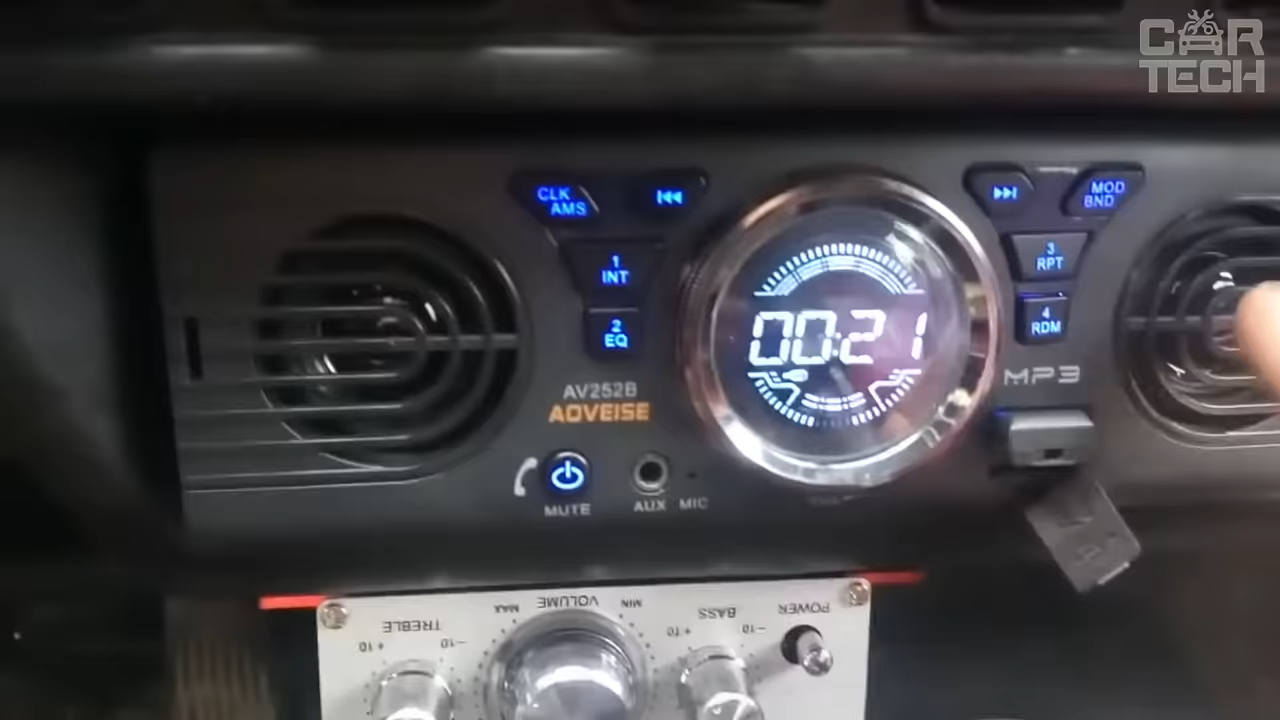 CAR
TECH
CLK
AMS
MOD
BND
1
INT
3
RPT
2
EQ
4
RDM
00:21
MP3
AV252B
AOVEISE
MUTE
AUX
MIC
MAX
VOLUME
MIN
TREBLE
+10
-10
BASS
+10
-10
POWER